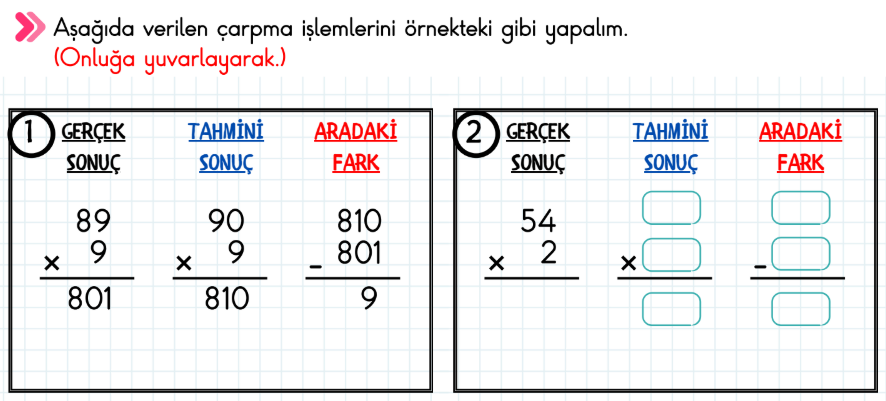 Aşağıda verilen çarpma işlemlerini örnekteki gibi yapalım.
(Onluğa yuvarlayarak.)
1
GERÇEK
SONUÇ
89
× 9
801
TAHMİNİ
SONUÇ
90
× 9
810
ARADAKİ
FARK
810
- 801
9
2
GERÇEK
SONUÇ
54
× 2
TAHMİNİ
SONUÇ
×
ARADAKİ
FARK
-